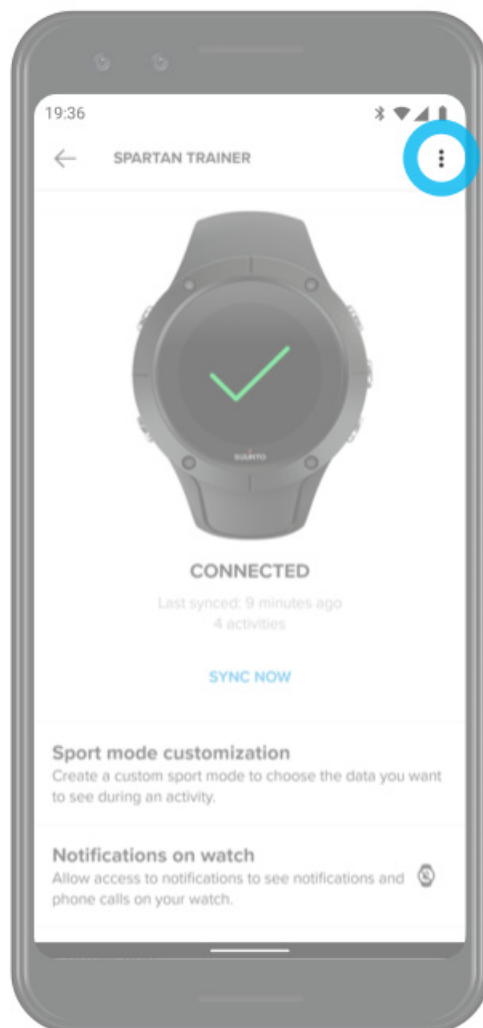 19:36
SPARTAN TRAINER
SUUNTO
CONNECTED
Last synced: 9 minutes ago
4 activities
SYNC NOW
Sport mode customization
Create a custom sport mode to choose the data you want
to see during an activity.
Notifications on watch
Allow access to notifications to see notifications and
phone calls on your watch.